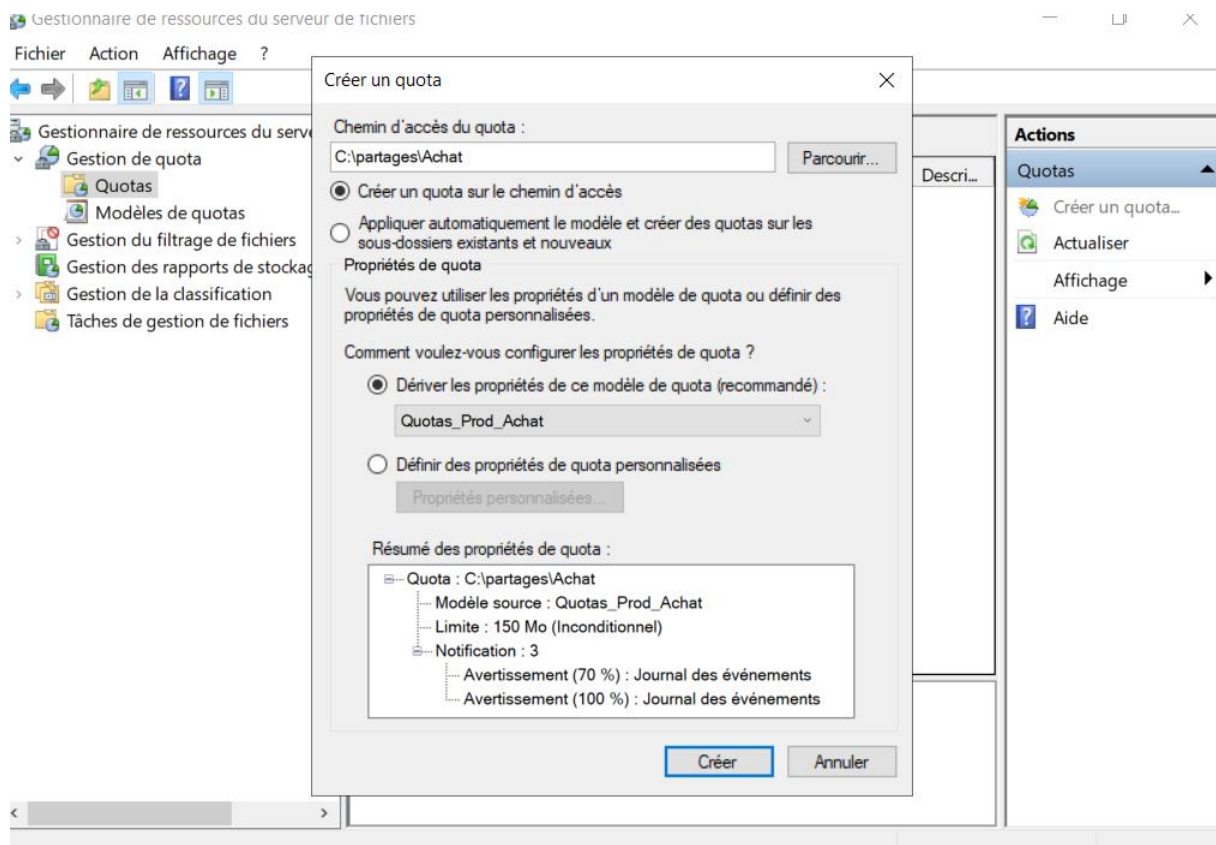 Gestionnaire de ressources du serveur de fichiers
Fichier Action Affichage ?
Gestionnaire de ressources du serve
Gestion de quota
Quotas
Modèles de quotas
Gestion du filtrage de fichiers
Gestion des rapports de stockag
Gestion de la classification
Tâches de gestion de fichiers
Créer un quota
Chemin d'accès du quota :
C:\partages\Achat
Parcourir...
Créer un quota sur le chemin d'accès
Appliquer automatiquement le modèle et créer des quotas sur les
sous-dossiers existants et nouveaux
Propriétés de quota
Vous pouvez utiliser les propriétés d'un modèle de quota ou définir des
propriétés de quota personnalisées.
Comment voulez-vous configurer les propriétés de quota ?
Dériver les propriétés de ce modèle de quota (recommandé) :
Quotas_Prod_Achat
Définir des propriétés de quota personnalisées
Propriétés personnalisées...
Résumé des propriétés de quota :
Quota : C:\partages\Achat
Modèle source : Quotas_Prod_Achat
Limite : 150 Mo (Inconditionnel)
Notification : 3
Avertissement (70 %) : Journal des événements
Avertissement (100 %) : Journal des événements
Créer
Annuler
Descri...
Actions
Quotas
Créer un quota...
Actualiser
Affichage
Aide